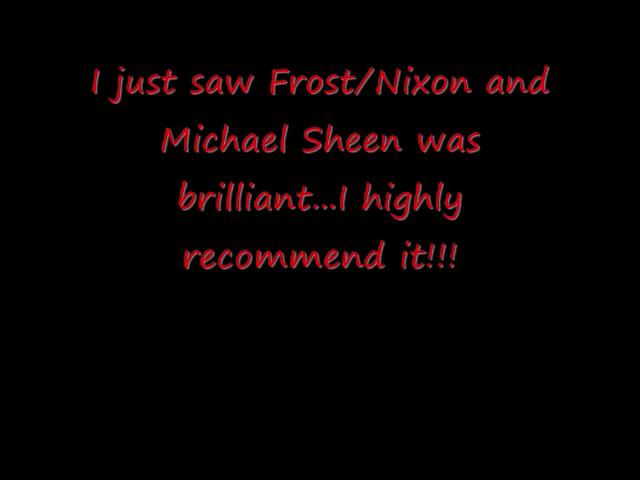 I just saw Frost/Nixon and
Michael Sheen was
brilliant...I highly
recommend it!!!